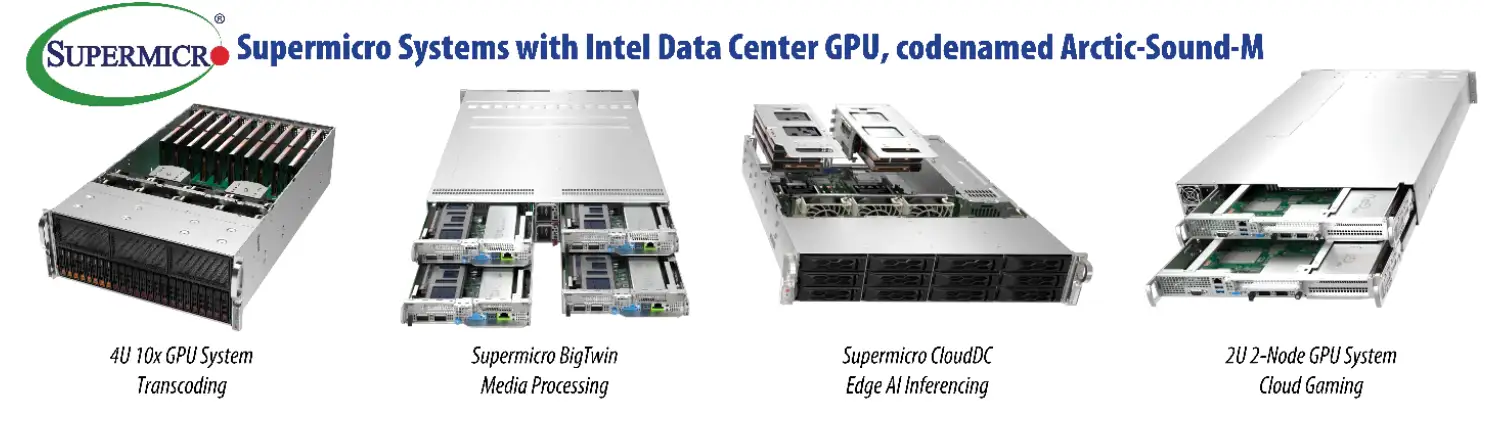 SUPERMICRO®
Supermicro Systems with Intel Data Center GPU, codenamed Arctic-Sound-M
4U 10x GPU System
Transcoding
Supermicro BigTwin
Media Processing
Supermicro CloudDC
Edge AI Inferencing
2U 2-Node GPU System
Cloud Gaming